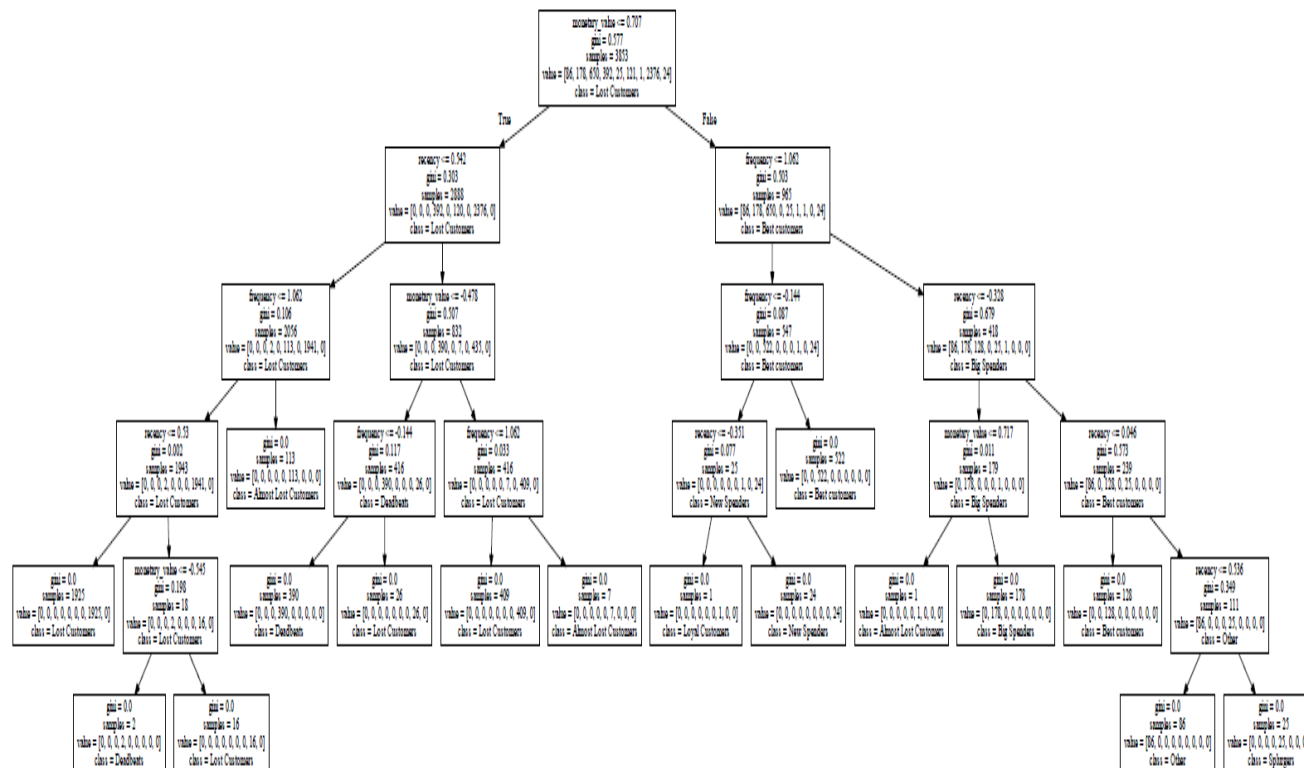 monetary_value <= 0.707
gini = 0.577
samples = 3853
value = [86, 178, 650, 392, 25, 121, 1, 2376, 24]
class = Lost Customers
True
False
recency <= 0.542
gini = 0.303
samples = 2888
value = [0, 0, 0, 392, 0, 120, 0, 2376, 0]
class = Lost Customers
frequency <= 1.062
gini = 0.503
samples = 965
value = [86, 178, 650, 0, 25, 1, 1, 0, 24]
class = Best customers
frequency <= 1.062
gini = 0.106
samples = 2056
value = [0, 0, 0, 2, 0, 113, 0, 1941, 0]
class = Lost Customers
monetary_value <= -0.478
gini = 0.507
samples = 832
value = [0, 0, 0, 390, 0, 7, 0, 435, 0]
class = Lost Customers
frequency <= -0.144
gini = 0.087
samples = 547
value = [0, 0, 522, 0, 0, 0, 1, 0, 24]
class = Best customers
recency <= -0.328
gini = 0.679
samples = 418
value = [86, 178, 128, 0, 25, 1, 0, 0, 0]
class = Big Spenders
recency <= 0.53
gini = 0.002
samples = 1943
value = [0, 0, 0, 2, 0, 0, 0, 1941, 0]
class = Lost Customers
gini = 0.0
samples = 113
value = [0, 0, 0, 0, 0, 113, 0, 0, 0]
class = Almost Lost Customers
frequency <= -0.144
gini = 0.117
samples = 416
value = [0, 0, 0, 390, 0, 0, 0, 26, 0]
class = Deadbeats
frequency <= 1.062
gini = 0.033
samples = 416
value = [0, 0, 0, 0, 0, 7, 0, 409, 0]
class = Lost Customers
recency <= -0.351
gini = 0.077
samples = 25
value = [0, 0, 0, 0, 0, 0, 1, 0, 24]
class = New Spenders
gini = 0.0
samples = 522
value = [0, 0, 522, 0, 0, 0, 0, 0, 0]
class = Best customers
monetary_value <= 0.717
gini = 0.011
samples = 179
value = [0, 178, 0, 0, 0, 1, 0, 0, 0]
class = Big Spenders
recency <= 0.046
gini = 0.573
samples = 239
value = [86, 0, 128, 0, 25, 0, 0, 0, 0]
class = Best customers
gini = 0.0
samples = 1925
value = [0, 0, 0, 0, 0, 0, 0, 1925, 0]
class = Lost Customers
monetary_value <= -0.545
gini = 0.198
samples = 18
value = [0, 0, 0, 2, 0, 0, 0, 16, 0]
class = Lost Customers
gini = 0.0
samples = 390
value = [0, 0, 0, 390, 0, 0, 0, 0, 0]
class = Deadbeats
gini = 0.0
samples = 26
value = [0, 0, 0, 0, 0, 0, 0, 26, 0]
class = Lost Customers
gini = 0.0
samples = 409
value = [0, 0, 0, 0, 0, 0, 0, 409, 0]
class = Lost Customers
gini = 0.0
samples = 7
value = [0, 0, 0, 0, 0, 7, 0, 0, 0]
class = Almost Lost Customers
gini = 0.0
samples = 1
value = [0, 0, 0, 0, 0, 0, 1, 0, 0]
class = Loyal Customers
gini = 0.0
samples = 24
value = [0, 0, 0, 0, 0, 0, 0, 0, 24]
class = New Spenders
gini = 0.0
samples = 1
value = [0, 0, 0, 0, 0, 1, 0, 0, 0]
class = Almost Lost Customers
gini = 0.0
samples = 178
value = [0, 178, 0, 0, 0, 0, 0, 0, 0]
class = Big Spenders
gini = 0.0
samples = 128
value = [0, 0, 128, 0, 0, 0, 0, 0, 0]
class = Best customers
recency <= 0.536
gini = 0.349
samples = 111
value = [86, 0, 0, 0, 25, 0, 0, 0, 0]
class = Other
gini = 0.0
samples = 2
value = [0, 0, 0, 2, 0, 0, 0, 0, 0]
class = Deadbeats
gini = 0.0
samples = 16
value = [0, 0, 0, 0, 0, 0, 0, 16, 0]
class = Lost Customers
gini = 0.0
samples = 86
value = [86, 0, 0, 0, 0, 0, 0, 0, 0]
class = Other
gini = 0.0
samples = 25
value = [0, 0, 0, 0, 25, 0, 0, 0
class = Splurgers